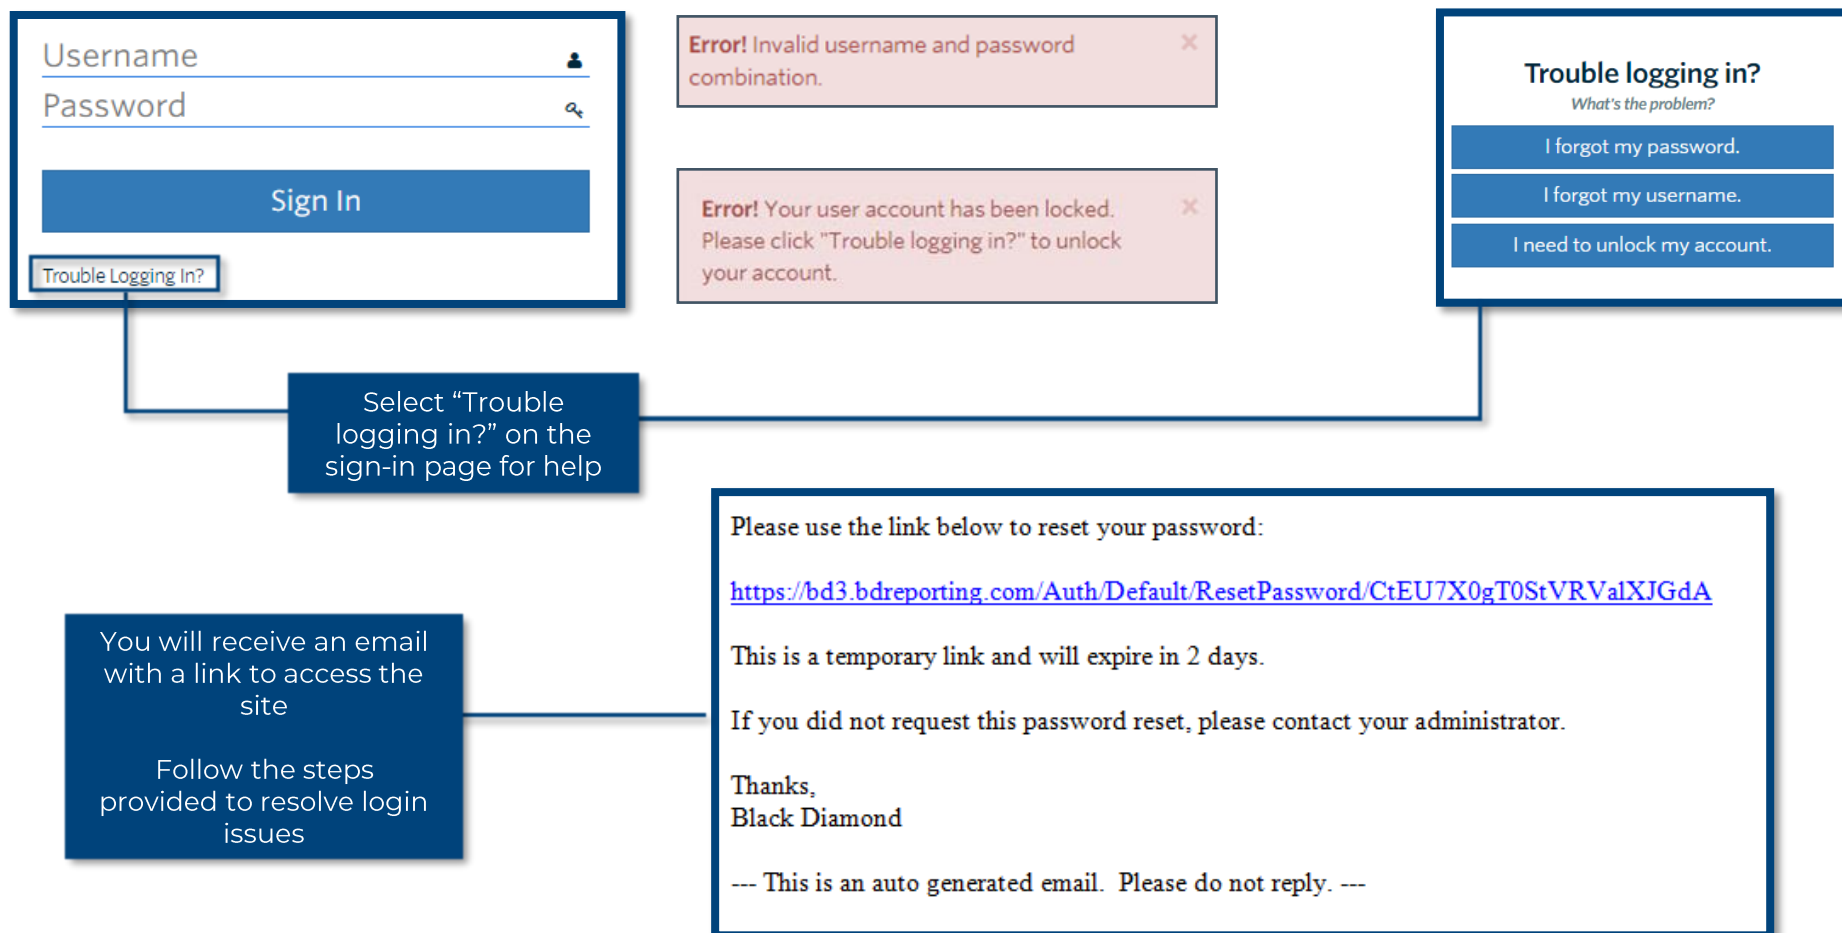 Username
Password
Sign In
Trouble Logging In?
Error! Invalid username and password
combination.
Error! Your user account has been locked.
Please click "Trouble logging in?" to unlock
your account.
Trouble logging in?
What's the problem?
I forgot my password.
I forgot my username.
I need to unlock my account.
Select “Trouble
logging in?” on the
sign-in page for help
You will receive an email
with a link to access the
site
Follow the steps
provided to resolve login
issues
Please use the link below to reset your password:
https://bd3.bdreporting.com/Auth/Default/ResetPassword/CtEU7X0gT0StVRValXJGdA
This is a temporary link and will expire in 2 days.
If you did not request this password reset, please contact your administrator.
Thanks,
Black Diamond
--- This is an auto generated email.  Please do not reply. ---